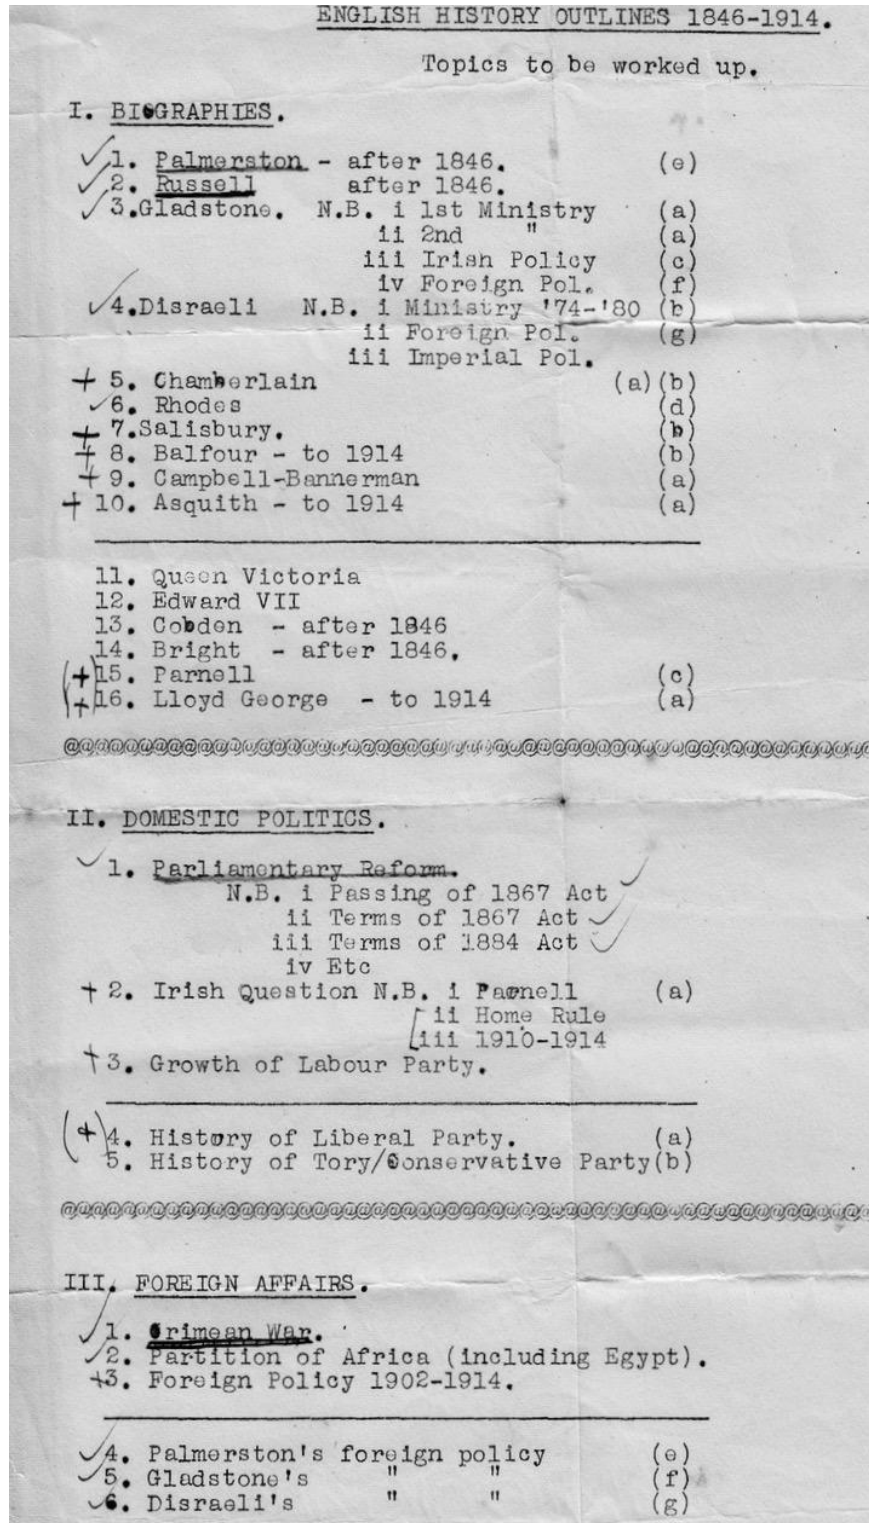 ENGLISH HISTORY OUTLINES 1846-1914.
Topics to be worked up.
I. BIOGRAPHIES.
✓1. Palmerston - after 1846. (e)
✓2. Russell after 1846.
✓3.Gladstone. N.B. i 1st Ministry (a)
ii 2nd " (a)
iii Irish Policy (c)
iv Foreign Pol. (f)
✓4.Disraeli N.B. i Ministry '74-'80 (b)
ii Foreign Pol. (g)
iii Imperial Pol.
+ 5. Chamberlain (a)(b)
✓6. Rhodes (d)
+ 7.Salisbury. (b)
+ 8. Balfour - to 1914 (b)
+ 9. Campbell-Bannerman (a)
+ 10. Asquith - to 1914 (a)
11. Queen Victoria
12. Edward VII
13. Cobden - after 1846
14. Bright - after 1846.
(+)15. Parnell (c)
(+)16. Lloyd George - to 1914 (a)
@@@@@@@@@@@@@@@@@@@@@@@@@@@@@@@@@@@@@@@@@@@@@@@@@@@@@@
II. DOMESTIC POLITICS.
✓1. Parliamentary Reform.
N.B. i Passing of 1867 Act ✓
ii Terms of 1867 Act ✓
iii Terms of 1884 Act ✓
iv Etc
+ 2. Irish Question N.B. i Parnell (a)
[ii Home Rule
[iii 1910-1914
+3. Growth of Labour Party.
(+)4. History of Liberal Party. (a)
5. History of Tory/Conservative Party(b)
@@@@@@@@@@@@@@@@@@@@@@@@@@@@@@@@@@@@@@@@@@@@@@@@@@@@@@
III. FOREIGN AFFAIRS.
✓1. Crimean War.
✓2. Partition of Africa (including Egypt).
+3. Foreign Policy 1902-1914.
✓4. Palmerston's foreign policy (e)
✓5. Gladstone's " " (f)
✓6. Disraeli's " " (g)